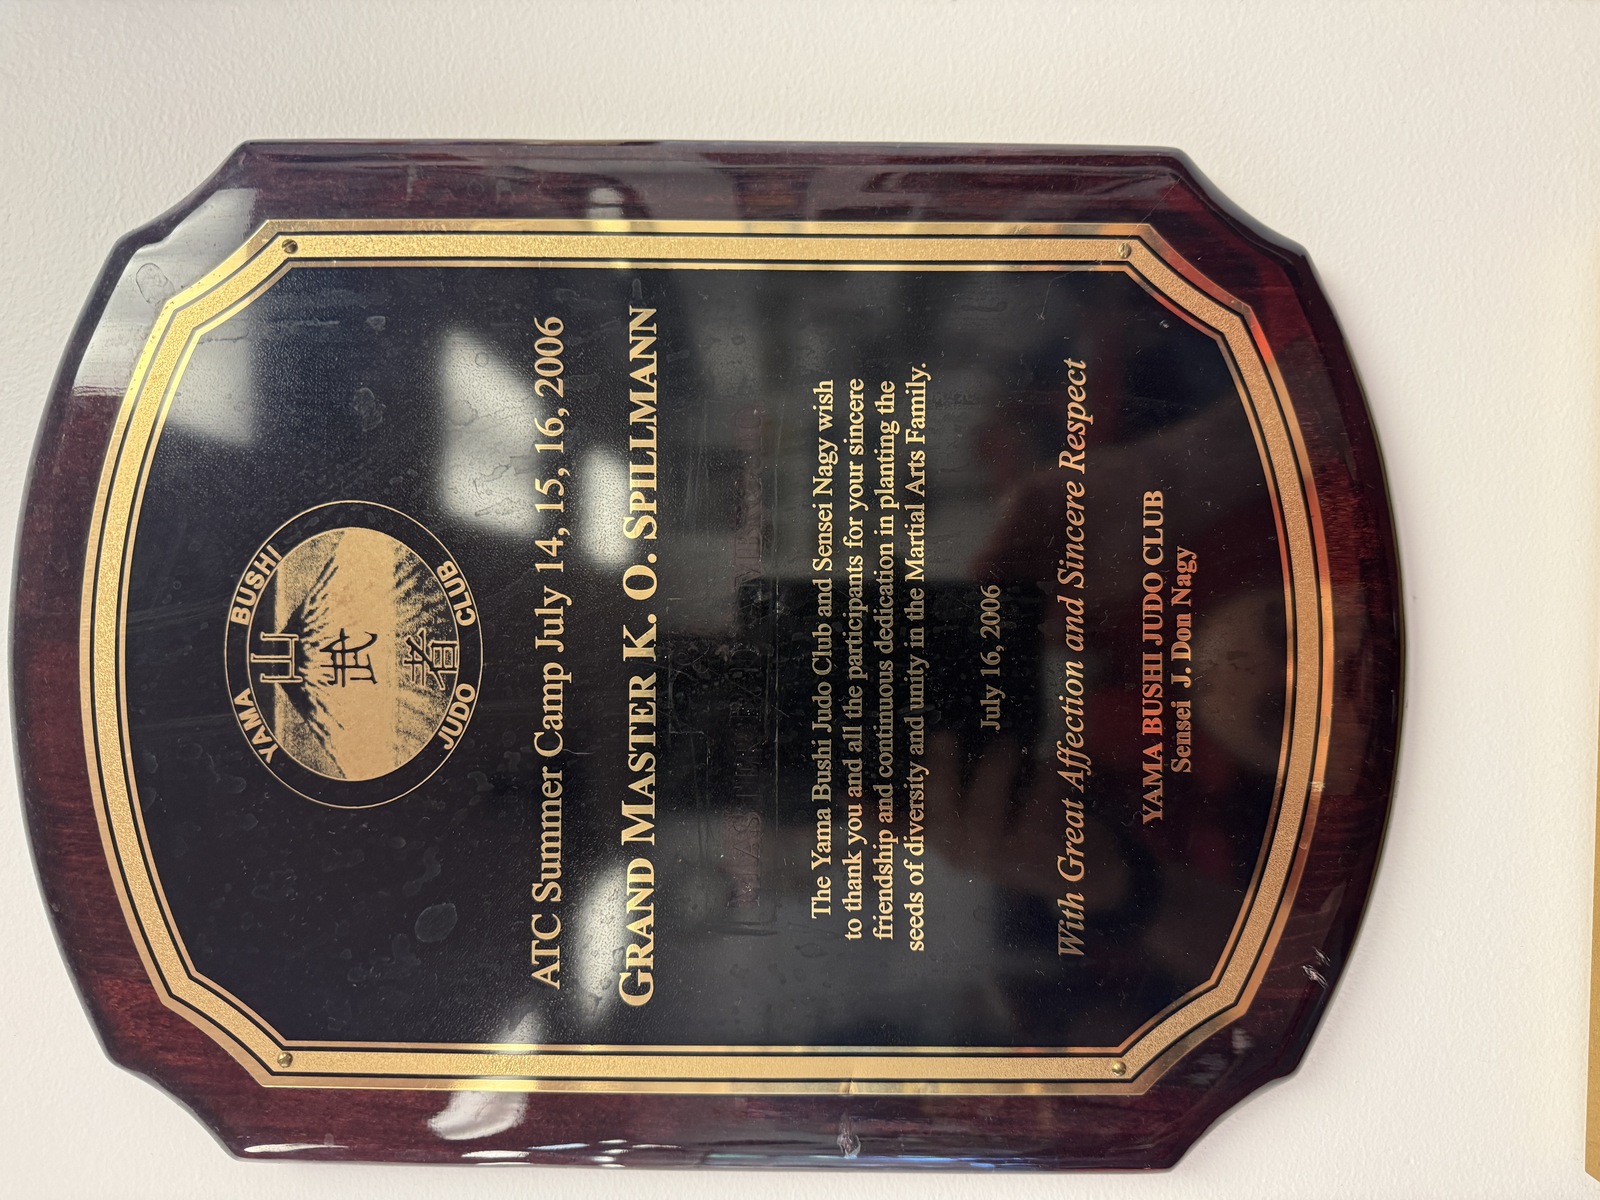 YAMA BUSHI
山
武
JUDO CLUB
ATC Summer Camp July 14, 15, 16, 2006
GRAND MASTER K. O. SPILLMANN
The Yama Bushi Judo Club and Sensei Nagy wish
to thank you and all the participants for your sincere
friendship and continuous dedication in planting the
seeds of diversity and unity in the Martial Arts Family.
July 16, 2006
With Great Affection and Sincere Respect
YAMA BUSHI JUDO CLUB
Sensei J. Don Nagy